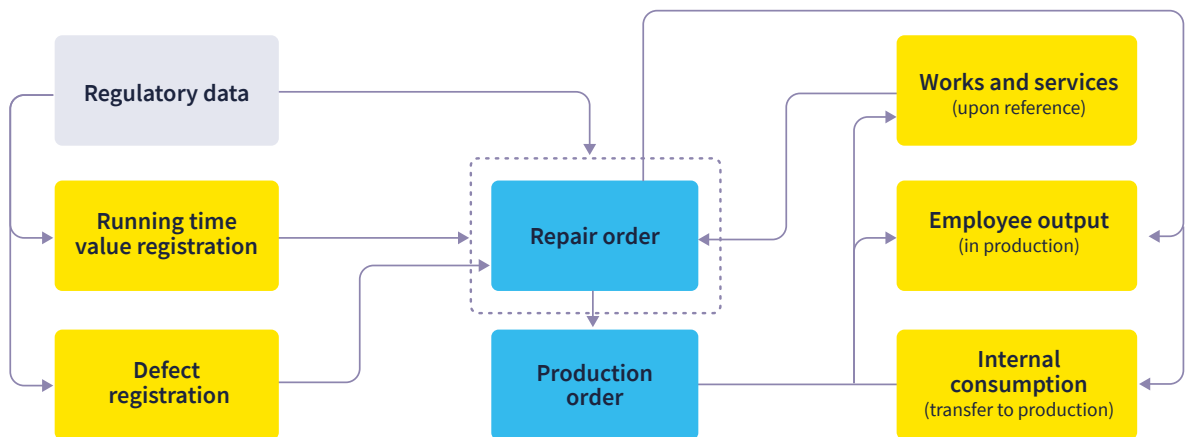 Regulatory data
Running time
value registration
Defect
registration
Repair order
Production
order
Works and services
(upon reference)
Employee output
(in production)
Internal
consumption
(transfer to production)